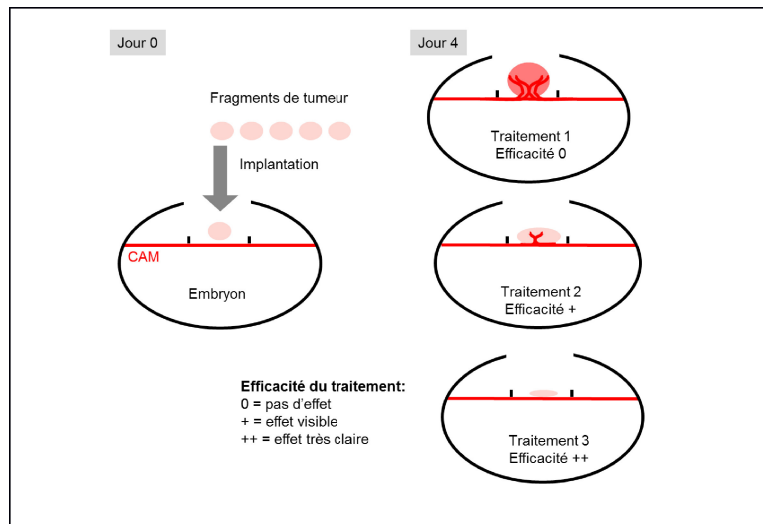 Jour 0
Jour 4
Fragments de tumeur
Implantation
CAM
Embryon
Traitement 1
Efficacité 0
Traitement 2
Efficacité +
Traitement 3
Efficacité ++
Efficacité du traitement:
0 = pas d'effet
+ = effet visible
++ = effet très claire